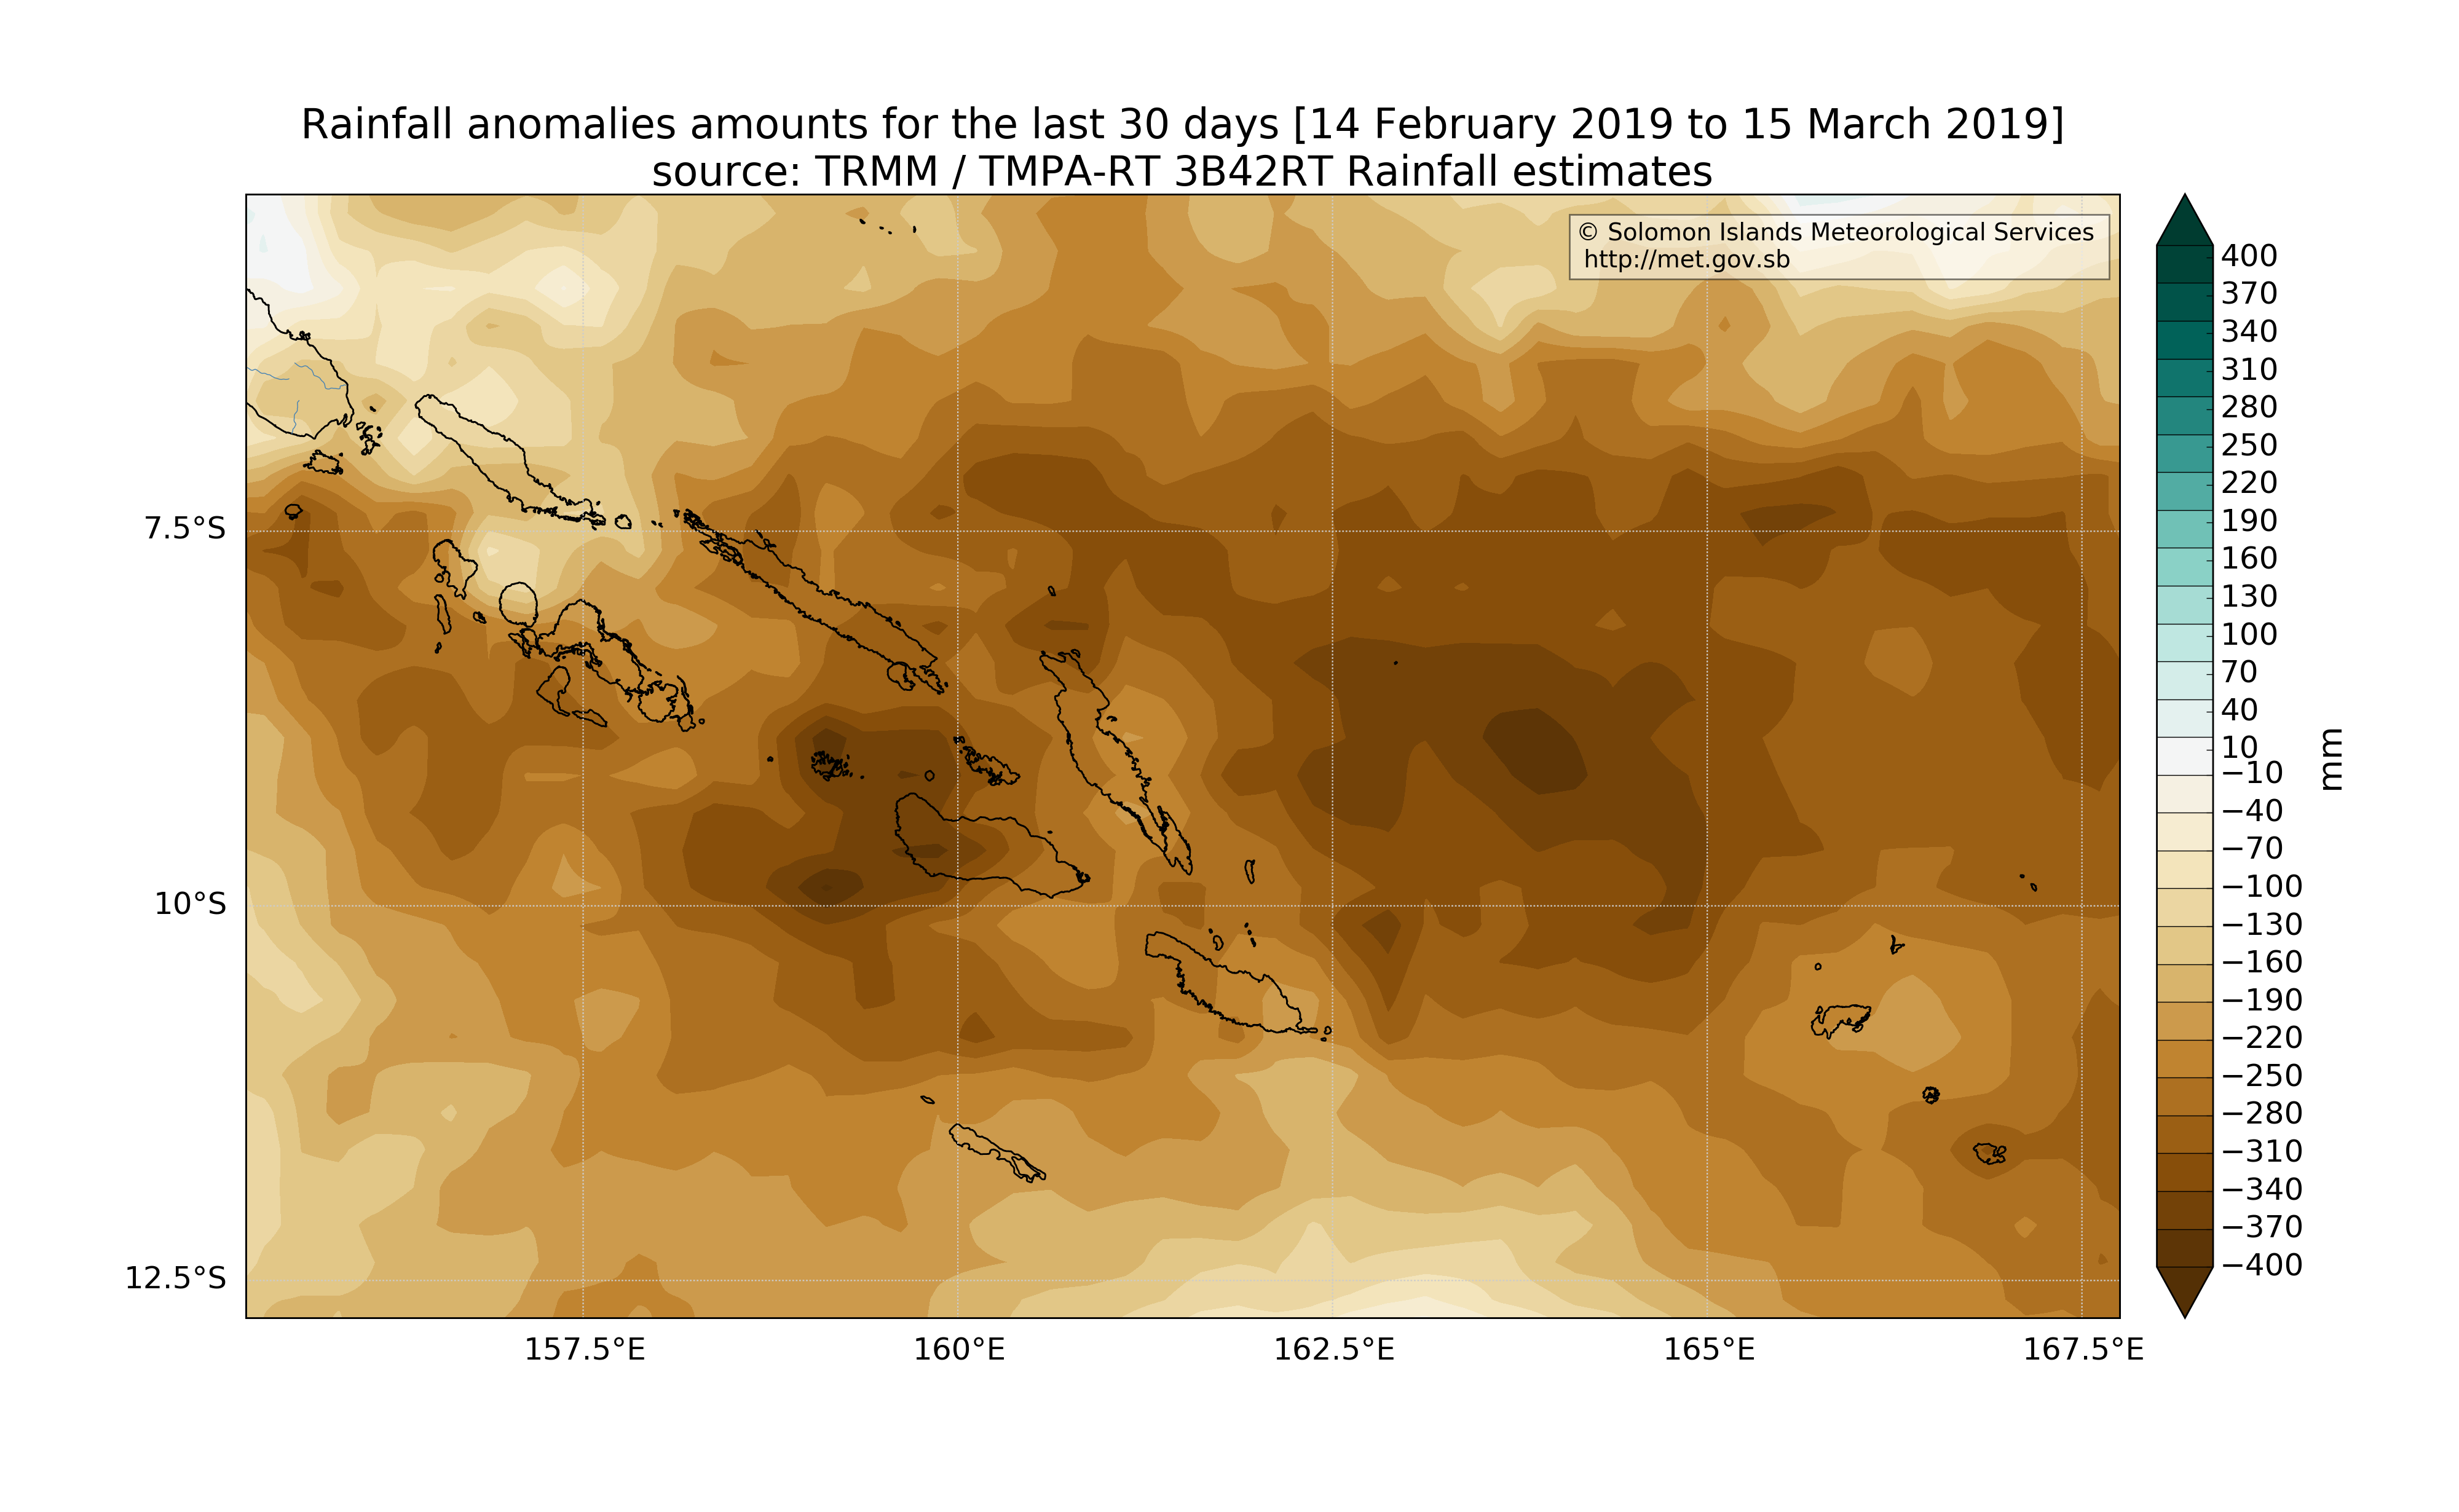 Rainfall anomalies amounts for the last 30 days [14 February 2019 to 15 March 2019]
source: TRMM / TMPA-RT 3B42RT Rainfall estimates
© Solomon Islands Meteorological Services
http://met.gov.sb
7.5°S
10°S
12.5°S
157.5°E
160°E
162.5°E
165°E
167.5°E
400
370
340
310
280
250
220
190
160
130
100
70
40
10
−10
−40
−70
−100
−130
−160
−190
−220
−250
−280
−310
−340
−370
−400
mm